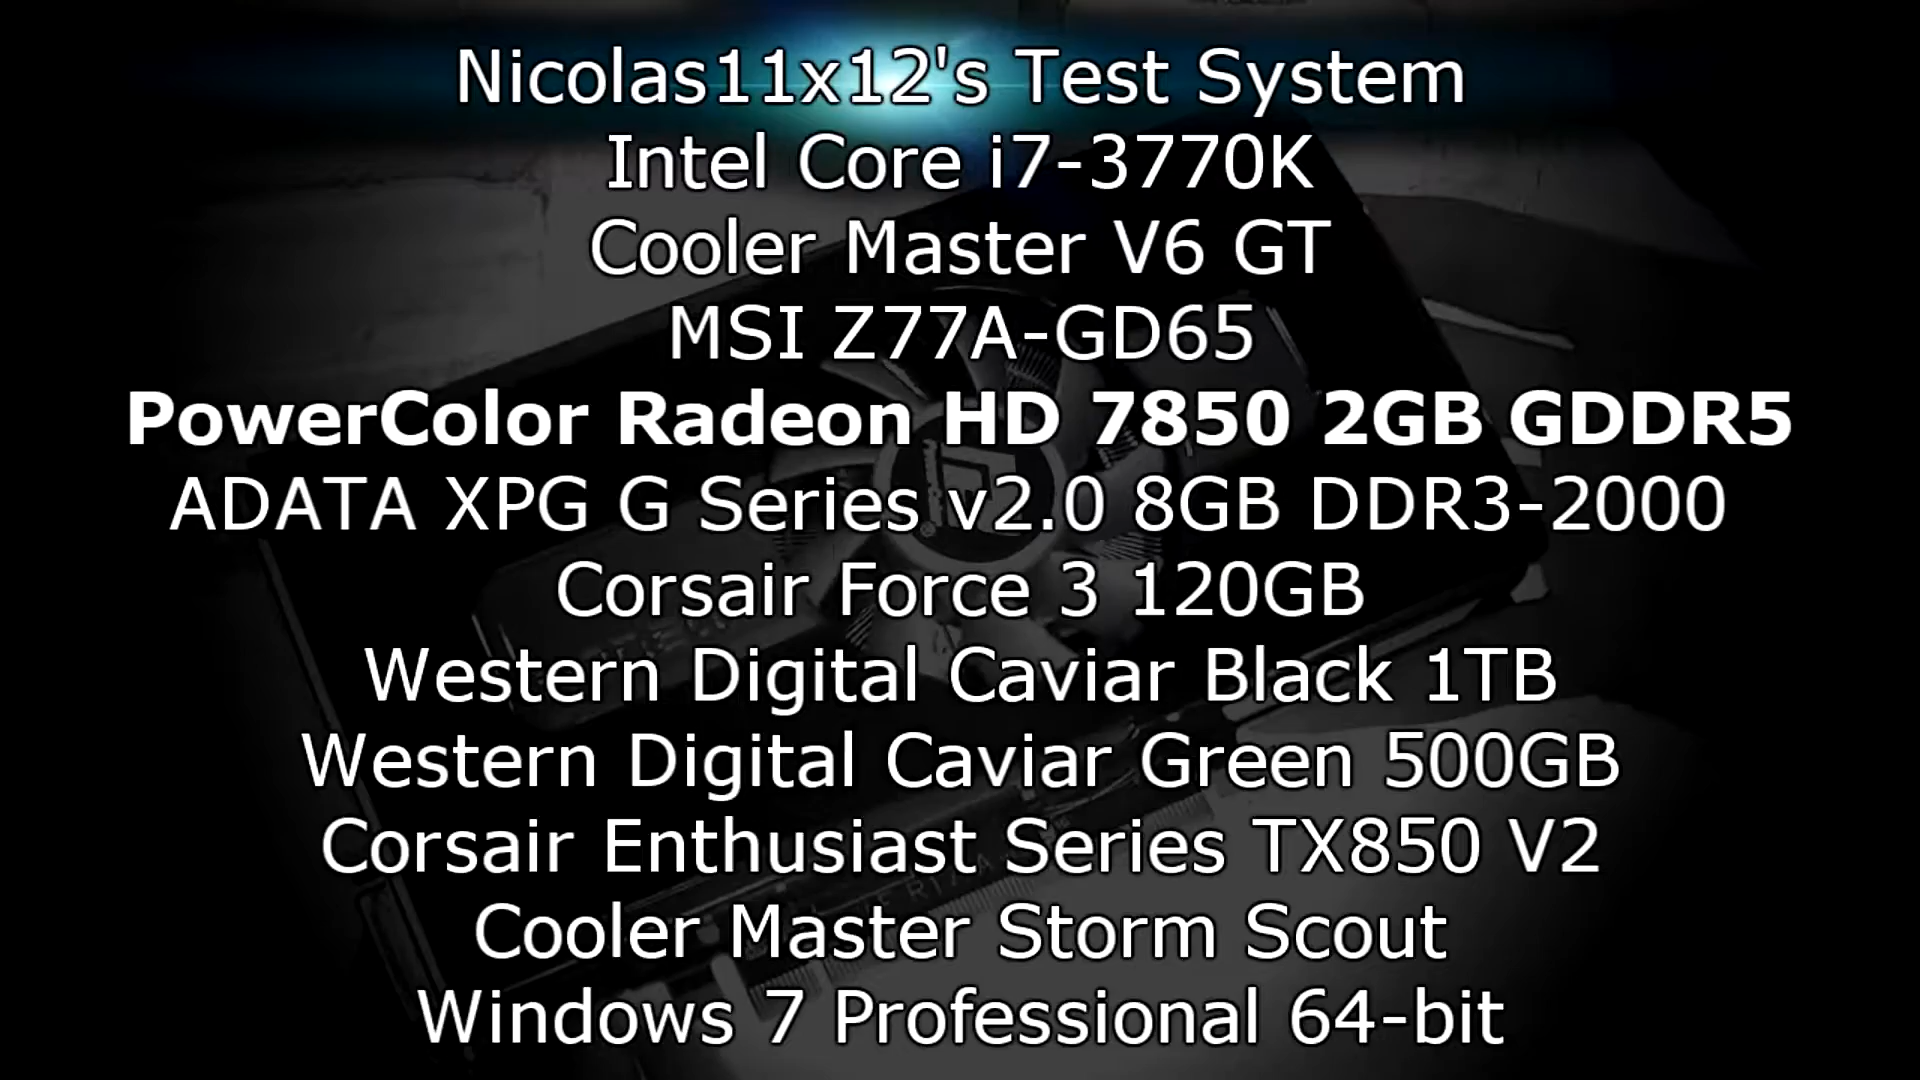 Nicolas11x12's Test System
Intel Core i7-3770K
Cooler Master V6 GT
MSI Z77A-GD65
PowerColor Radeon HD 7850 2GB GDDR5
ADATA XPG G Series v2.0 8GB DDR3-2000
Corsair Force 3 120GB
Western Digital Caviar Black 1TB
Western Digital Caviar Green 500GB
Corsair Enthusiast Series TX850 V2
Cooler Master Storm Scout
Windows 7 Professional 64-bit